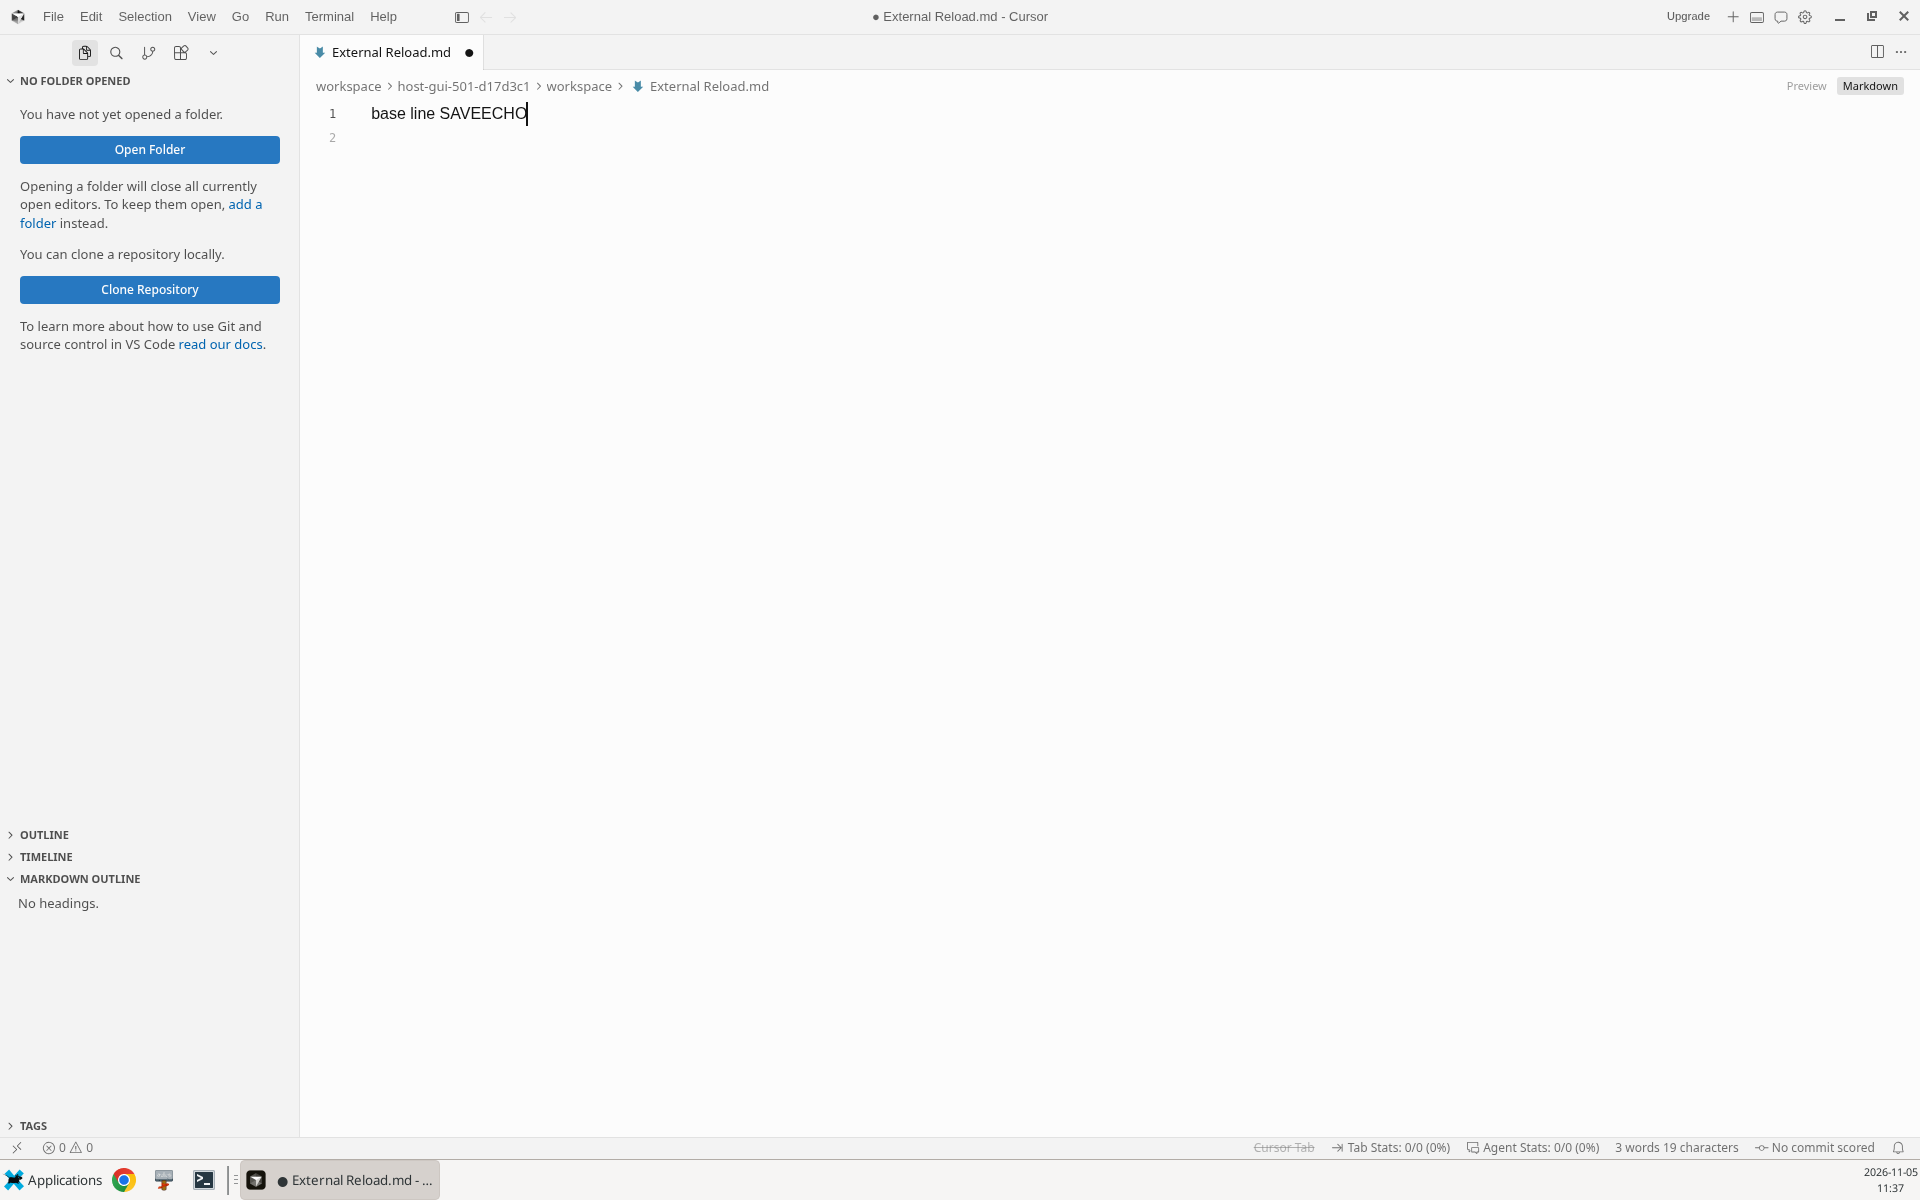 File Edit Selection View Go Run Terminal Help
● External Reload.md - Cursor
Upgrade
NO FOLDER OPENED
You have not yet opened a folder.
Open Folder
Opening a folder will close all currently
open editors. To keep them open, add a
folder instead.
You can clone a repository locally.
Clone Repository
To learn more about how to use Git and
source control in VS Code read our docs.
OUTLINE
TIMELINE
MARKDOWN OUTLINE
No headings.
TAGS
External Reload.md
workspace > host-gui-501-d17d3c1 > workspace > External Reload.md
Preview Markdown
1 base line SAVEECHO
2
0 0
Cursor Tab Tab Stats: 0/0 (0%) Agent Stats: 0/0 (0%) 3 words 19 characters No commit scored
Applications
● External Reload.md - ...
2026-11-05
11:37